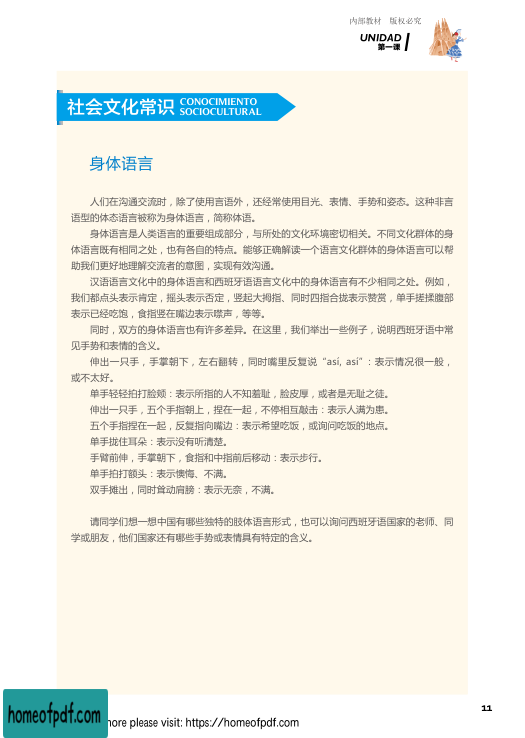 内部教材 版权必究
UNIDAD 1
第一课
社会文化常识 CONOCIMIENTO
SOCIOCULTURAL
身体语言
人们在沟通交流时，除了使用言语外，还经常使用目光、表情、手势和姿态。这种非言
语型的体态语言被称为身体语言，简称体语。
身体语言是人类语言的重要组成部分，与所处的文化环境密切相关。不同文化群体的身
体语言既有相同之处，也有各自的特点。能够正确解读一个语言文化群体的身体语言可以帮
助我们更好地理解交流者的意图，实现有效沟通。
汉语语言文化中的身体语言和西班牙语语言文化中的身体语言有不少相同之处。例如，
我们都点头表示肯定，摇头表示否定，竖起大拇指、同时四指合拢表示赞赏，单手搓揉腹部
表示已经吃饱，食指竖在嘴边表示噤声，等等。
同时，双方的身体语言也有许多差异。在这里，我们举出一些例子，说明西班牙语中常
见手势和表情的含义。
伸出一只手，手掌朝下，左右翻转，同时嘴里反复说“así, así”：表示情况很一般，
或不太好。
单手轻轻拍打脸颊：表示所指的人不知羞耻，脸皮厚，或者是无耻之徒。
伸出一只手，五个手指朝上，捏在一起，不停相互敲击：表示人满为患。
五个手指捏在一起，反复指向嘴边：表示希望吃饭，或询问吃饭的地点。
单手拢住耳朵：表示没有听清楚。
手臂前伸，手掌朝下，食指和中指前后移动：表示步行。
单手拍打额头：表示懊悔、不满。
双手摊出，同时耸动肩膀：表示无奈，不满。
请同学们想一想中国有哪些独特的肢体语言形式，也可以询问西班牙语国家的老师、同
学或朋友，他们国家还有哪些手势或表情具有特定的含义。
11
homeofpdf.com
more please visit: https://homeofpdf.com